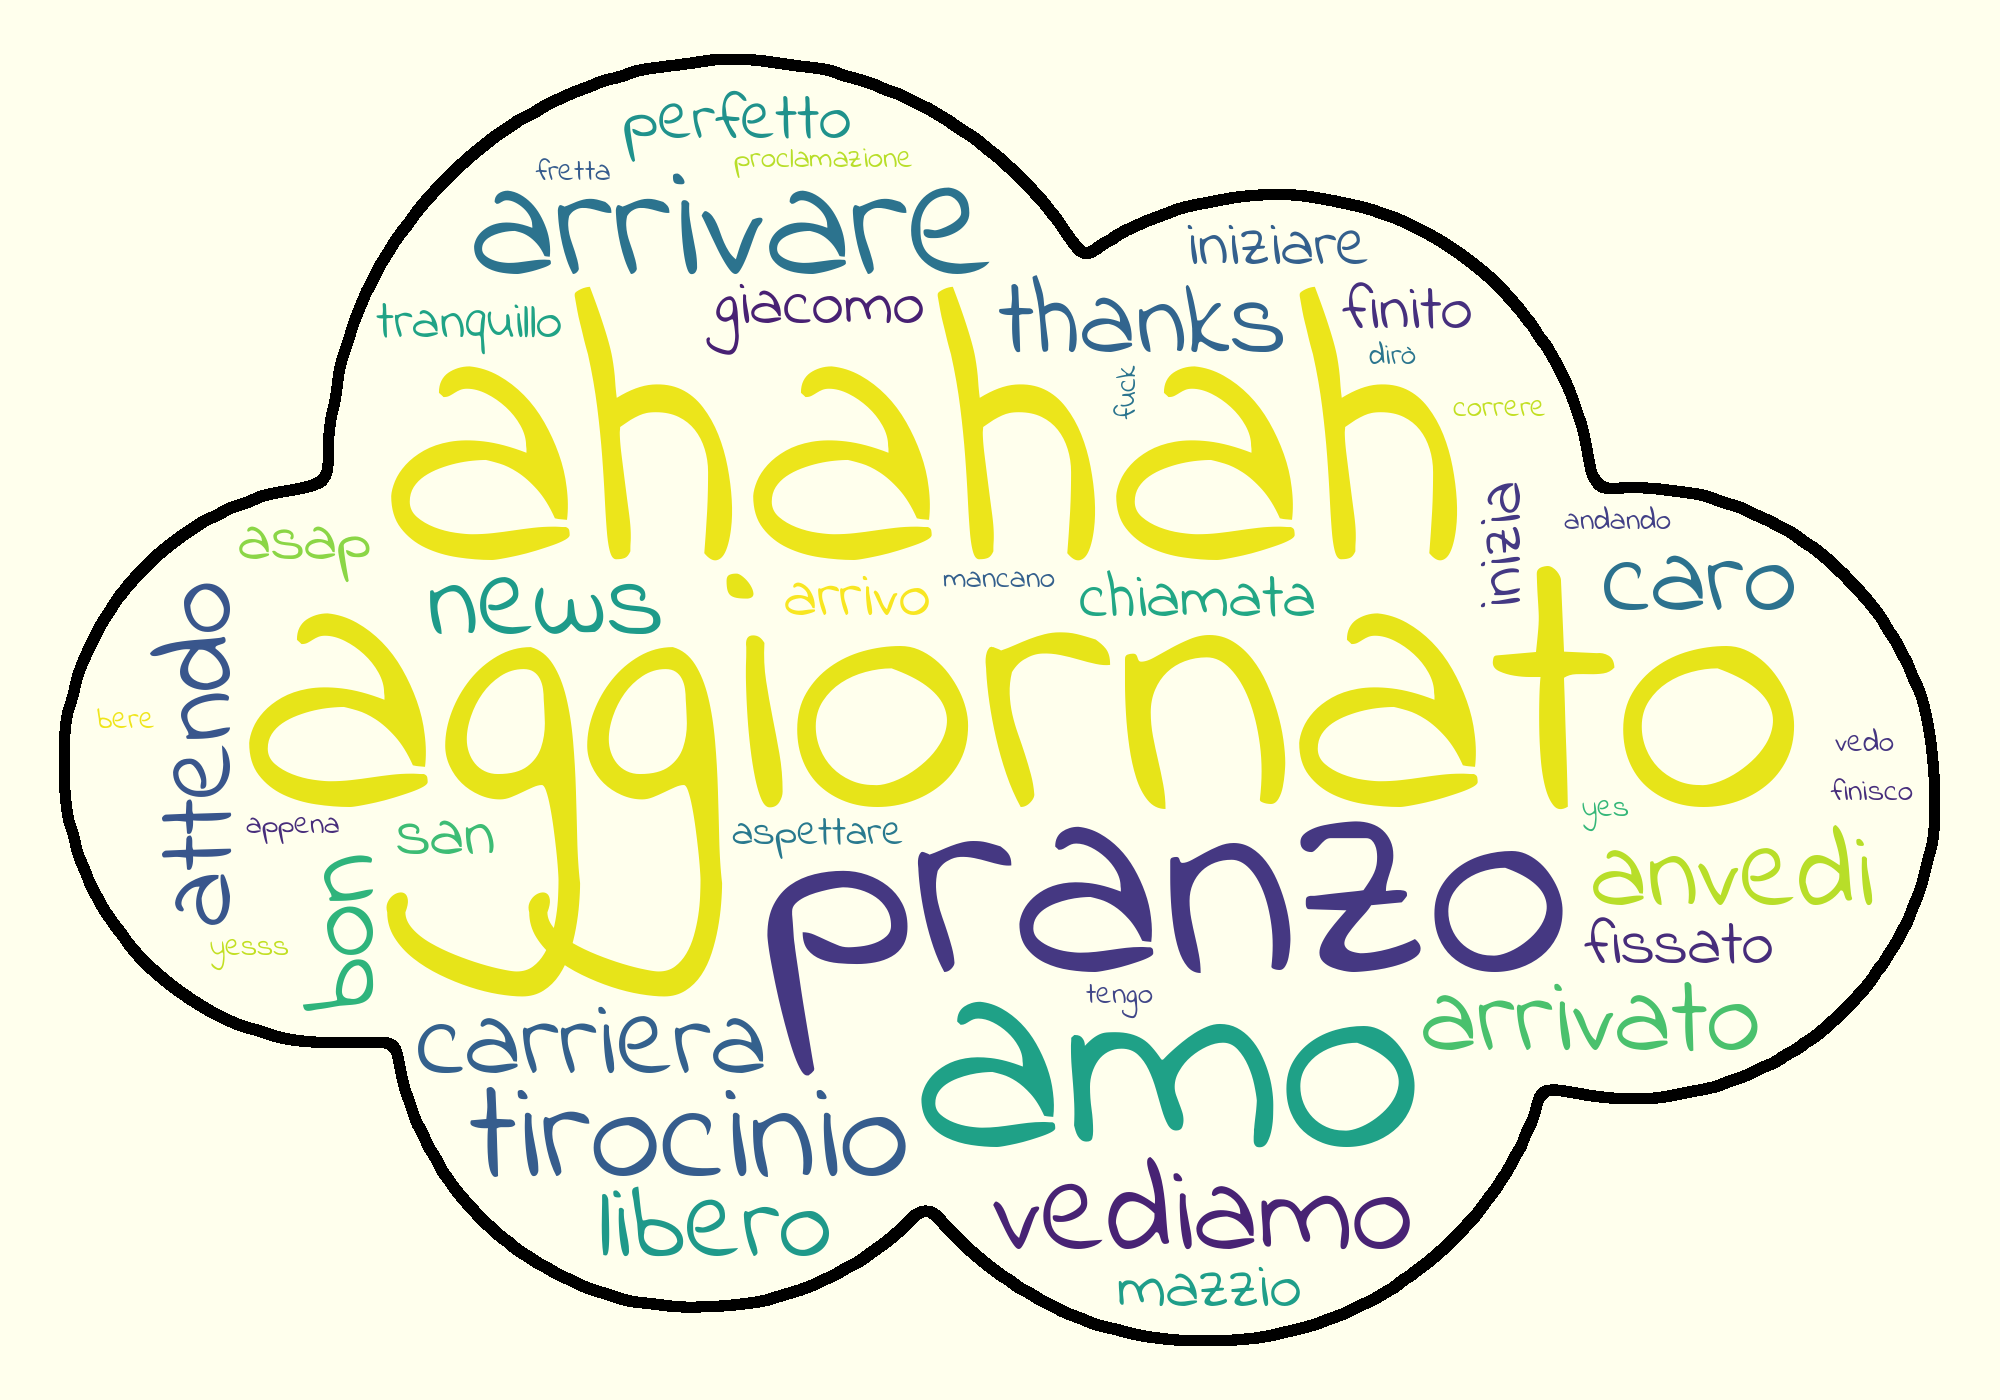 perfetto
fretta
proclamazione
arrivare
iniziare
tranquillo
giacomo
thanks
finito
dirò
fuck
correre
ahahah
inizia
andando
asap
news
arrivo
mancano
chiamata
caro
attendo
aggiornato
bere
vedo
finisco
yes
appena
san
aspettare
pranzo
anvedi
bon
yesss
fissato
tengo
arrivato
carriera
amo
tirocinio
libero
vediamo
mazzio